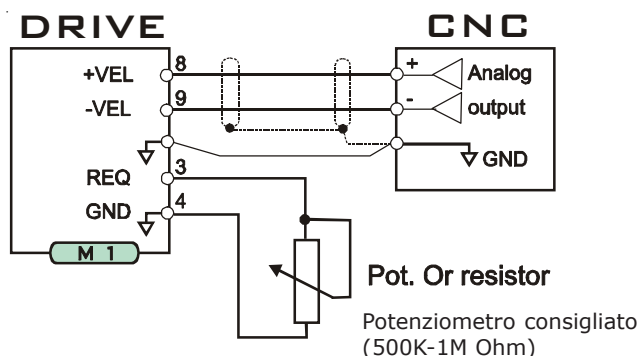 DRIVE
CNC
+VEL
8
+
Analog
-VEL
9
-
output
GND
REQ
3
GND
4
M 1
Pot. Or resistor
Potenziometro consigliato
(500K-1M Ohm)